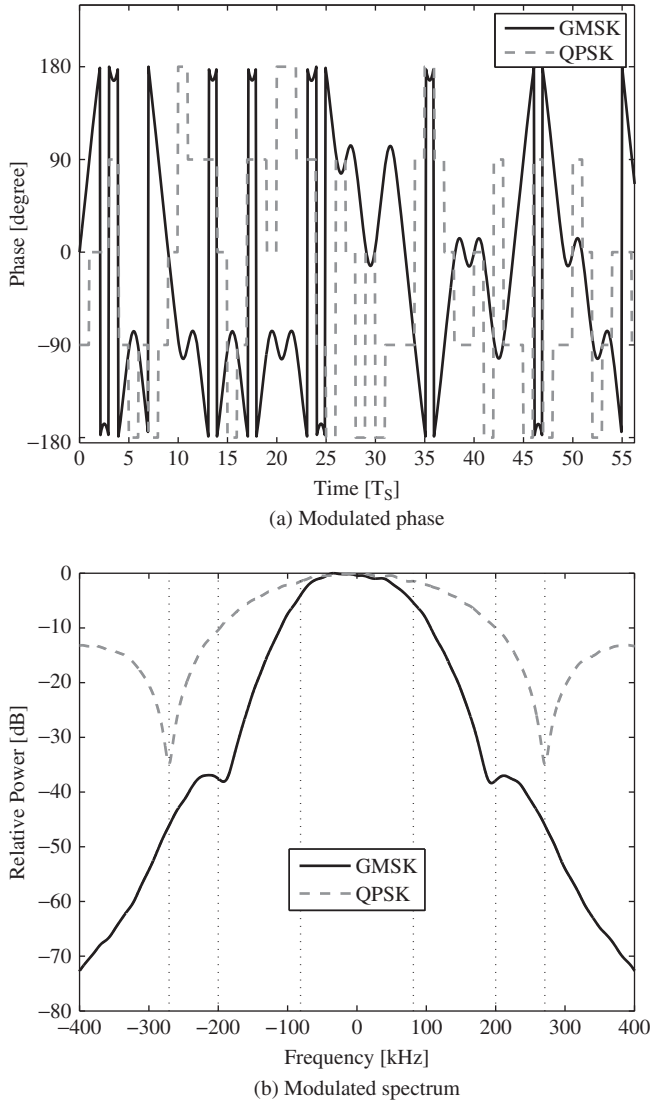 GMSK
QPSK
180
90
0
−90
−180
Phase [degree]
0 5 10 15 20 25 30 35 40 45 50 55
Time [T_S]
(a) Modulated phase
0
−10
−20
−30
−40
−50
−60
−70
−80
Relative Power [dB]
GMSK
QPSK
−400 −300 −200 −100 0 100 200 300 400
Frequency [kHz]
(b) Modulated spectrum